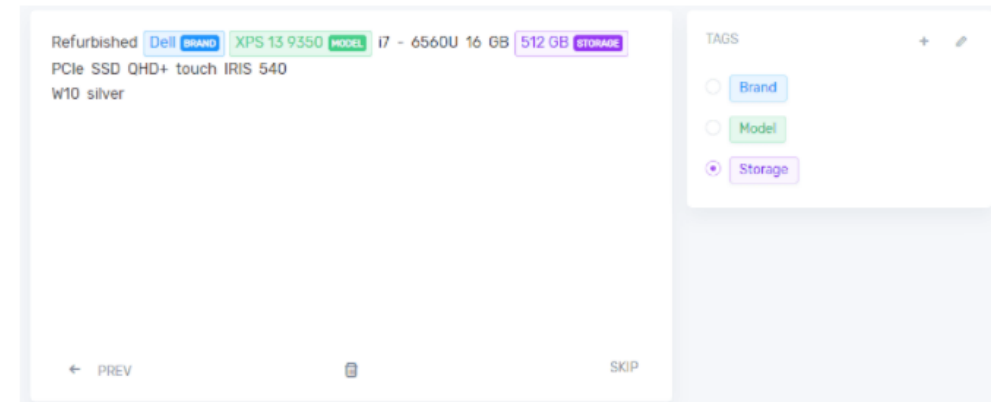 Refurbished Dell BRAND XPS 13 9350 MODEL i7 - 6560U 16 GB 512 GB STORAGE
PCIe SSD QHD+ touch IRIS 540
W10 silver
← PREV
SKIP
TAGS +
Brand
Model
Storage